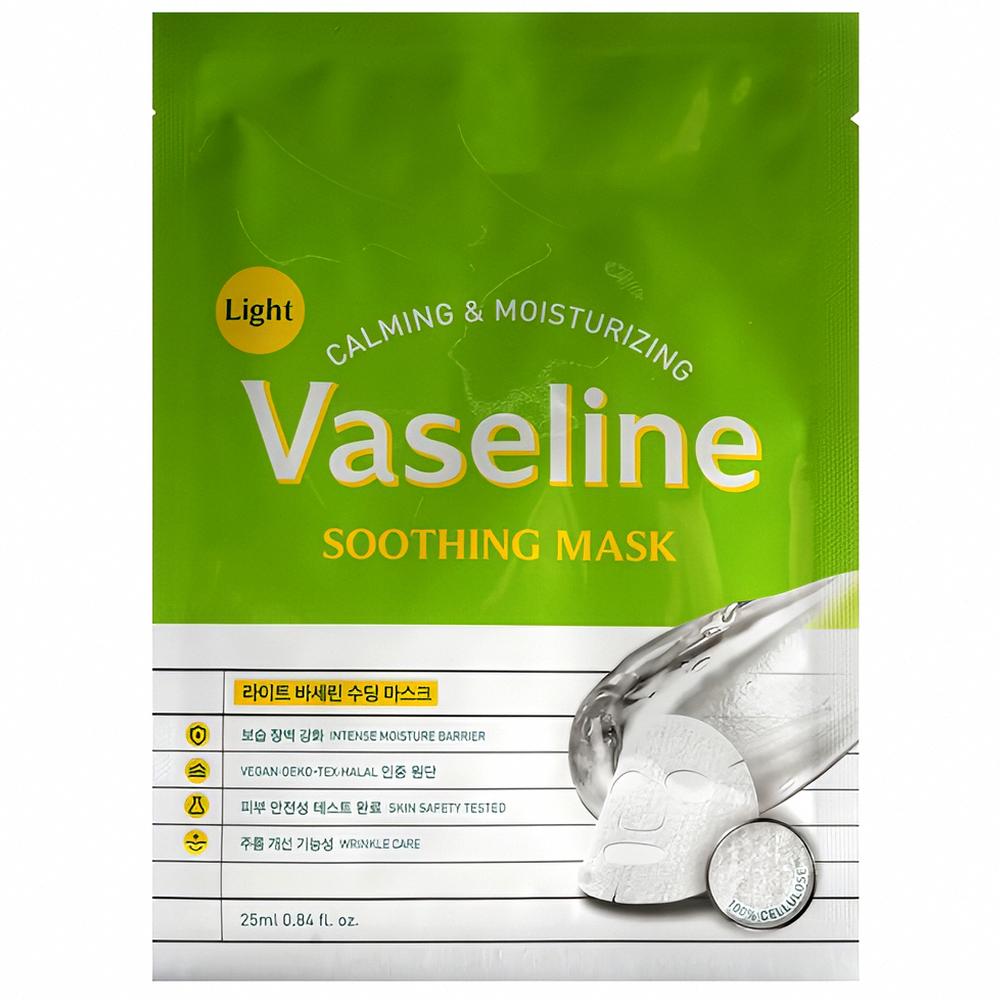 Light
CALMING & MOISTURIZING
Vaseline
SOOTHING MASK
라이트 바세린 수딩 마스크
보습 장벽 강화 INTENSE MOISTURE BARRIER
VEGAN·OEKO-TEX·HALAL 인증 원단
피부 안전성 테스트 완료 SKIN SAFETY TESTED
주름 개선 기능성 WRINKLE CARE
100% CELLULOSE
25ml 0.84 fl. oz.